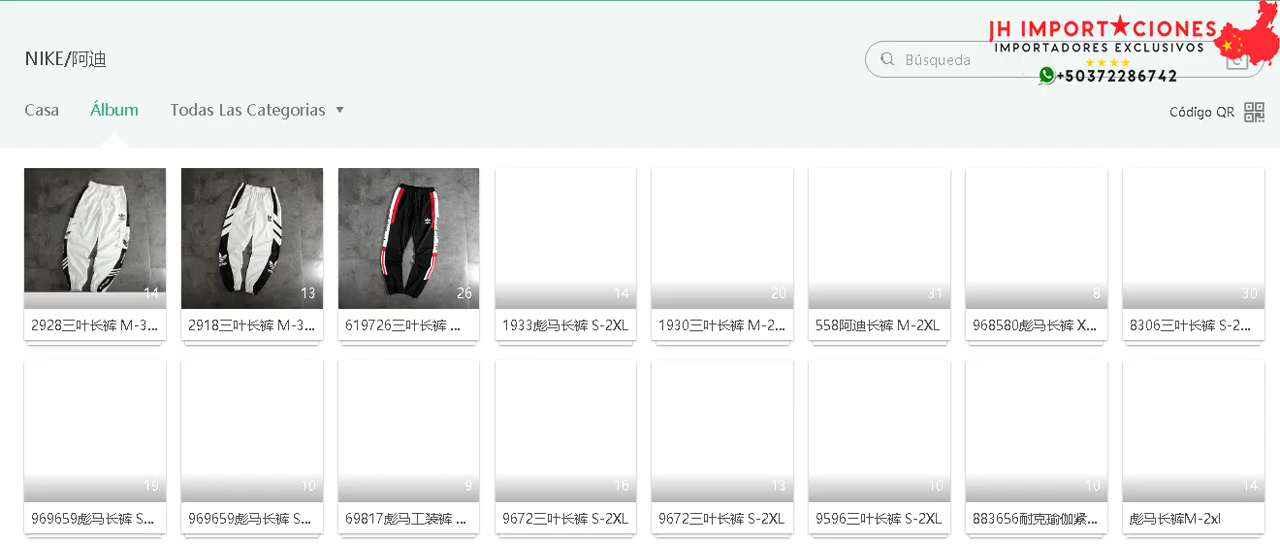 JH IMPORTACIONES
IMPORTADORES EXCLUSIVOS
+50372286742
NIKE/阿迪
Búsqueda
Casa
Álbum
Todas Las Categorias
Código QR
14
13
26
14
20
31
8
30
2928三叶长裤 M-3...
2918三叶长裤 M-3...
619726三叶长裤 ...
1933彪马长裤 S-2XL
1930三叶长裤 M-2...
558阿迪长裤 M-2XL
968580彪马长裤 X...
8306三叶长裤 S-2...
19
10
9
16
13
10
10
14
969659彪马长裤 S...
969659彪马长裤 S...
69817彪马工装裤 ...
9672三叶长裤 S-2XL
9672三叶长裤 S-2XL
9596三叶长裤 S-2XL
883656耐克瑜伽紧...
彪马长裤M-2xl